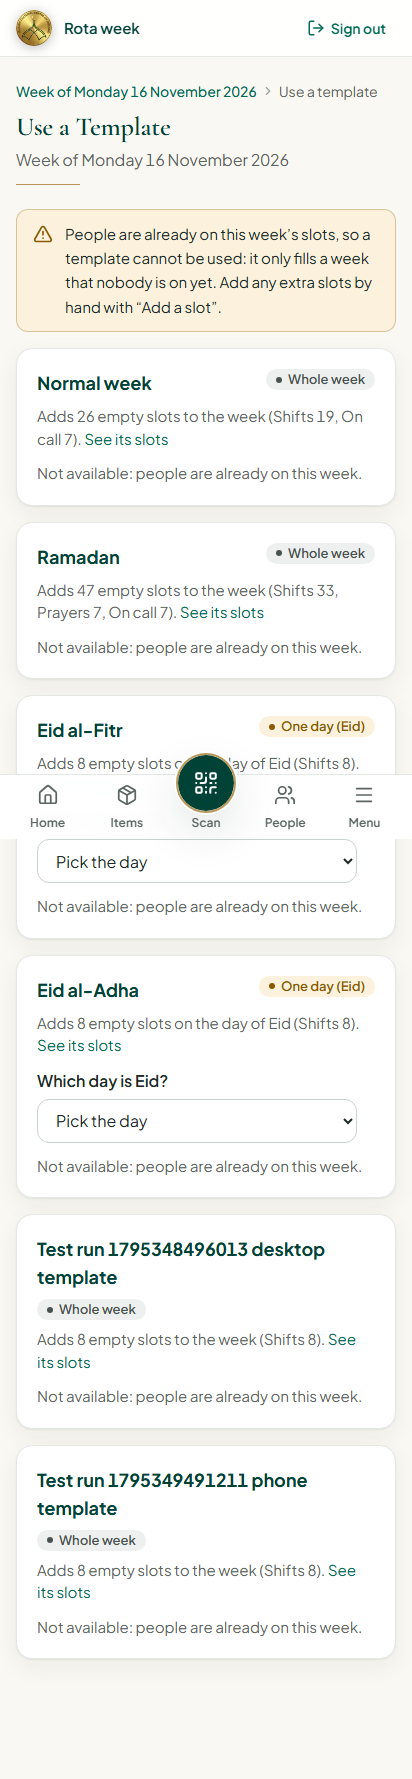 Rota week
Sign out
Week of Monday 16 November 2026 > Use a template
Use a Template
Week of Monday 16 November 2026
People are already on this week's slots, so a
template cannot be used: it only fills a week
that nobody is on yet. Add any extra slots by
hand with “Add a slot”.
Normal week
Whole week
Adds 26 empty slots to the week (Shifts 19, On
call 7). See its slots
Not available: people are already on this week.
Ramadan
Whole week
Adds 47 empty slots to the week (Shifts 33,
Prayers 7, On call 7). See its slots
Not available: people are already on this week.
Eid al-Fitr
One day (Eid)
Adds 8 empty slots day of Eid (Shifts 8).
Home
Items
Scan
People
Menu
Pick the day
Not available: people are already on this week.
Eid al-Adha
One day (Eid)
Adds 8 empty slots on the day of Eid (Shifts 8).
See its slots
Which day is Eid?
Pick the day
Not available: people are already on this week.
Test run 1795348496013 desktop
template
Whole week
Adds 8 empty slots to the week (Shifts 8). See
its slots
Not available: people are already on this week.
Test run 1795349491211 phone
template
Whole week
Adds 8 empty slots to the week (Shifts 8). See
its slots
Not available: people are already on this week.